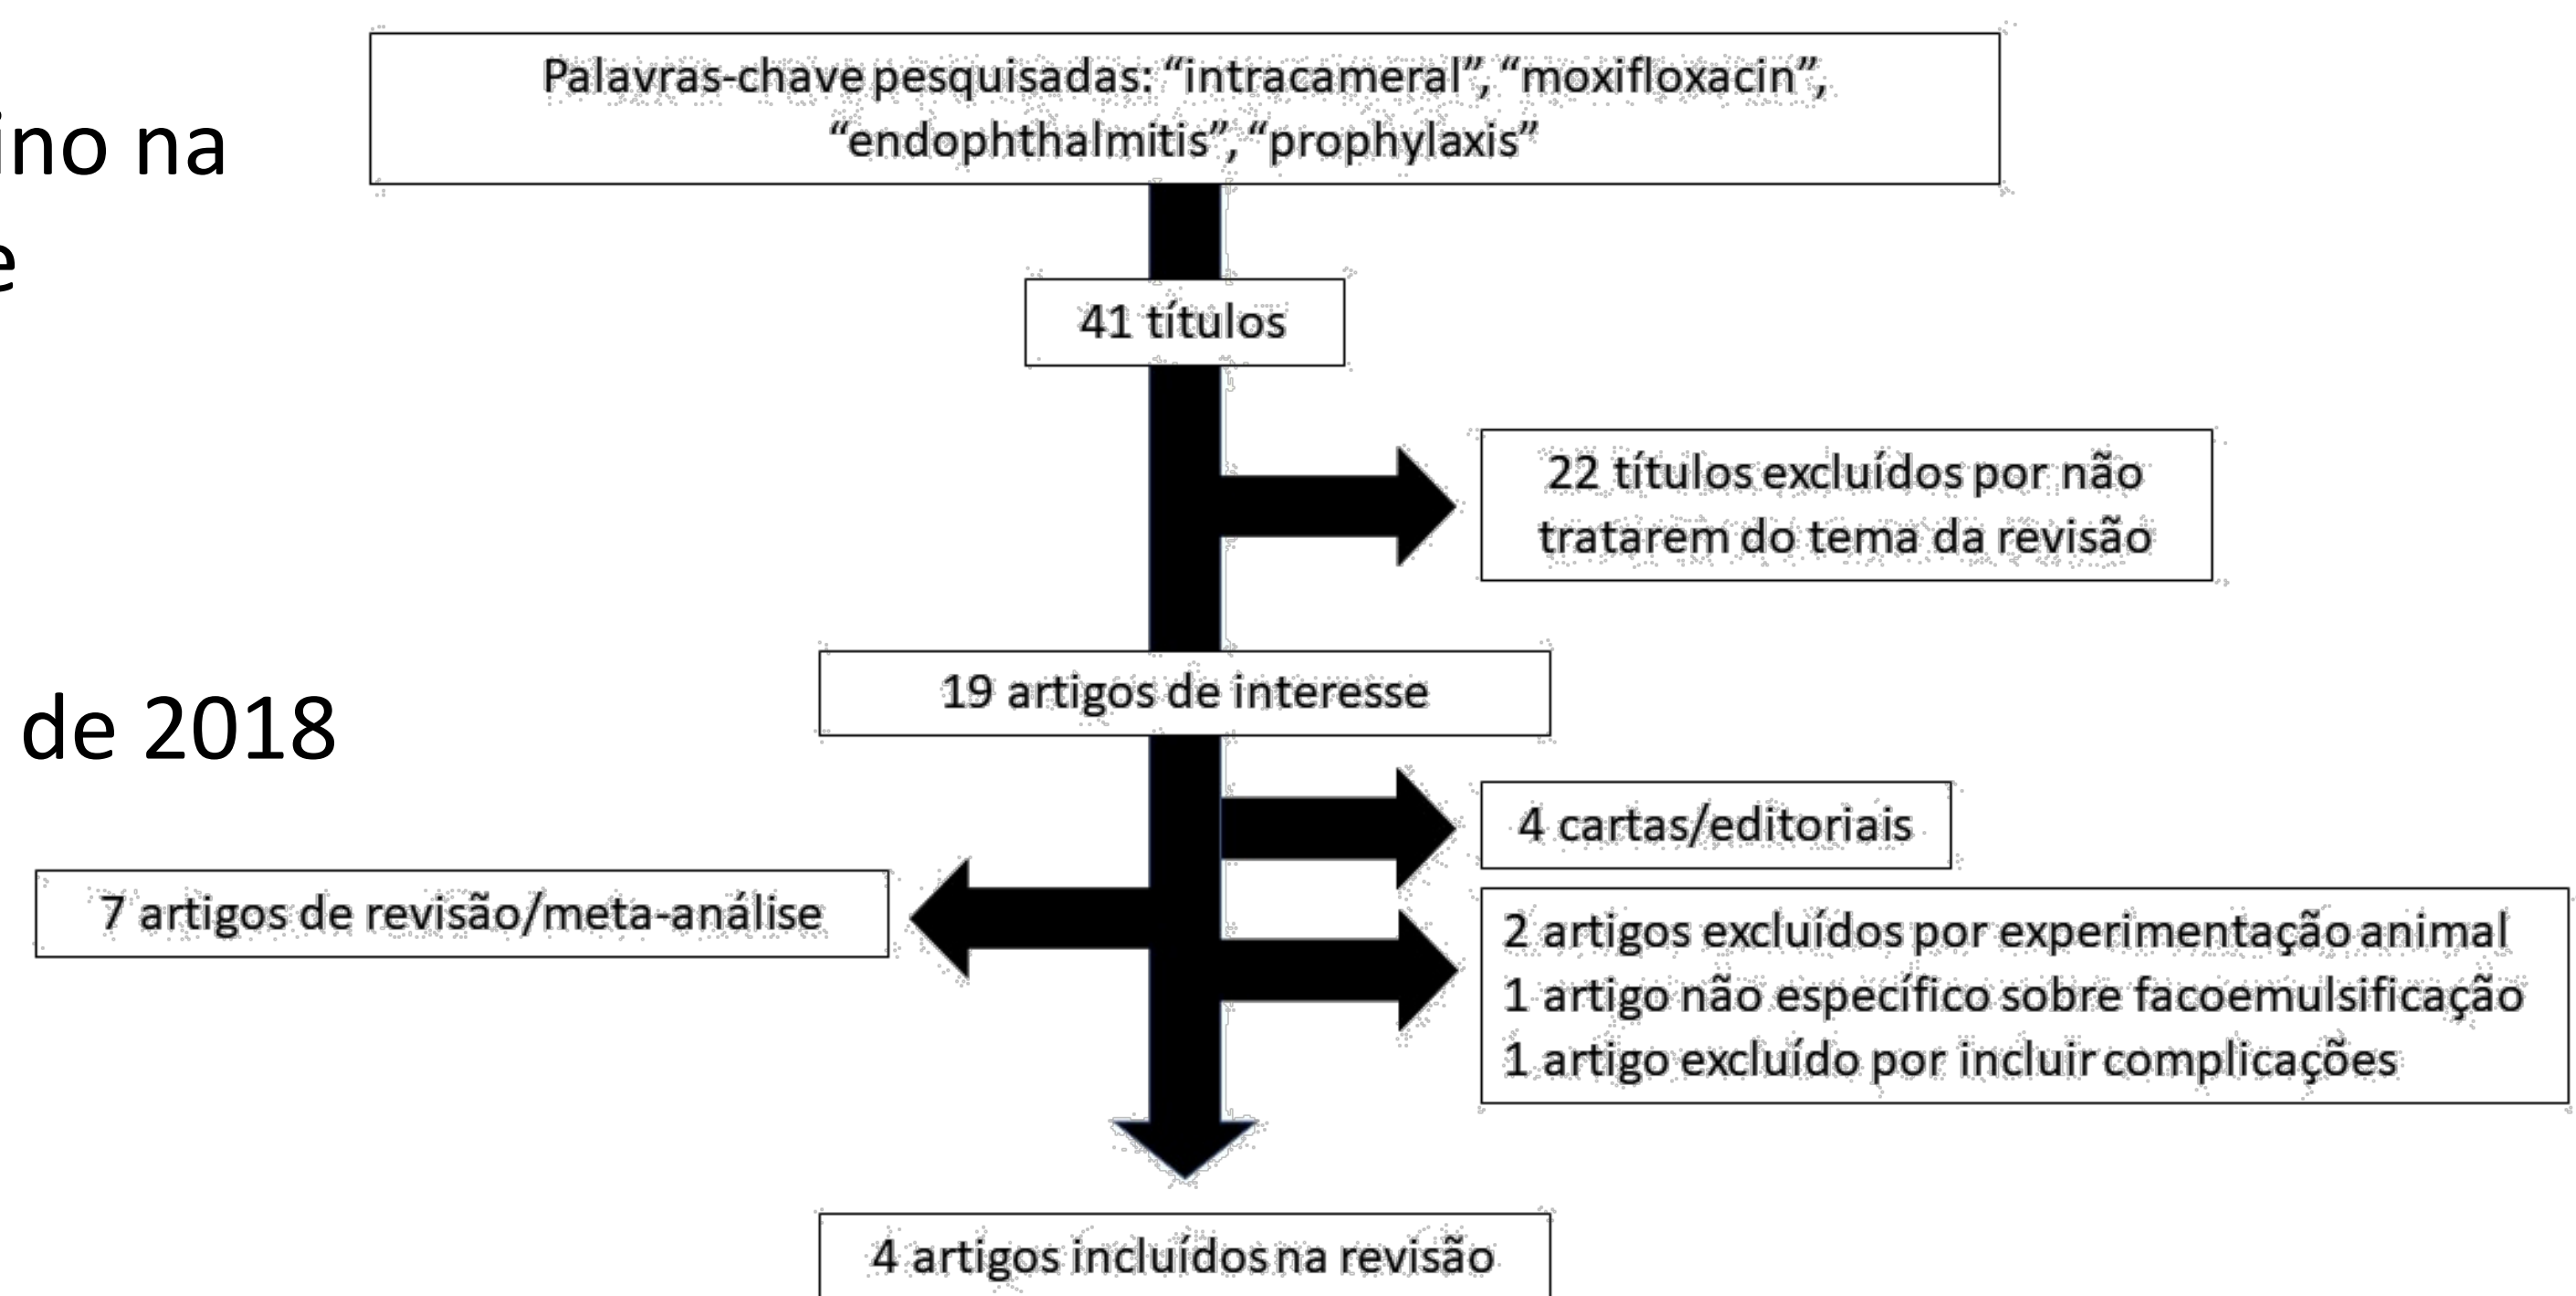 ino na
e
de 2018
Palavras-chave pesquisadas: “intracameral”, “moxifloxacin”,
“endophthalmitis”, “prophylaxis”
41 títulos
22 títulos excluídos por não
tratarem do tema da revisão
19 artigos de interesse
4 cartas/editoriais
7 artigos de revisão/meta-análise
2 artigos excluídos por experimentação animal
1 artigo não específico sobre facoemulsificação
1 artigo excluído por incluir complicações
4 artigos incluídos na revisão